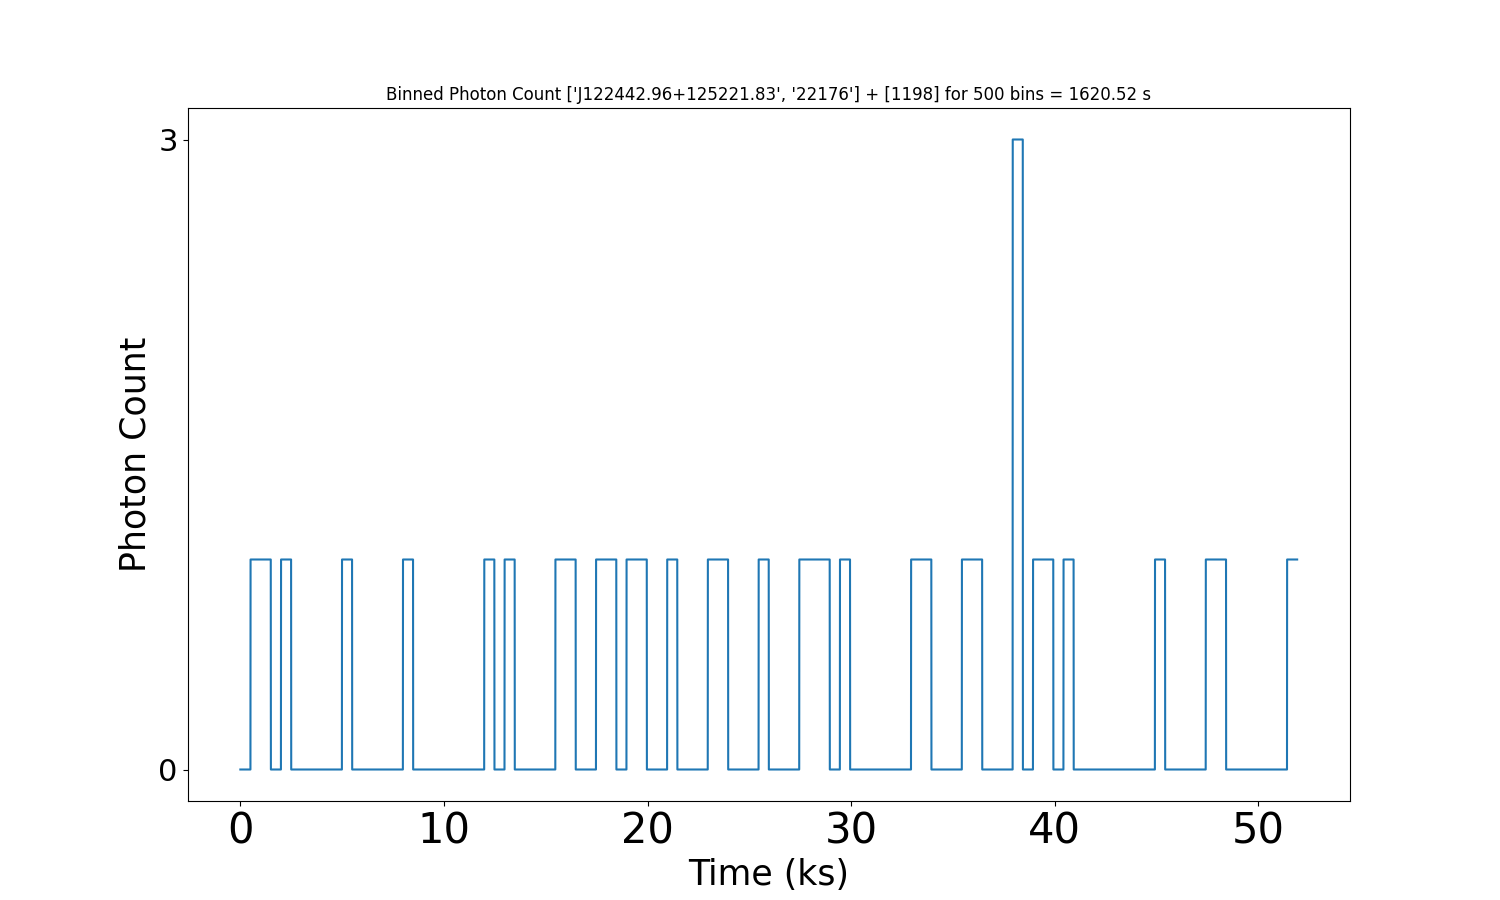 Binned Photon Count ['J122442.96+125221.83', '22176'] + [1198] for 500 bins = 1620.52 s
3
0
Photon Count
0 10 20 30 40 50
Time (ks)